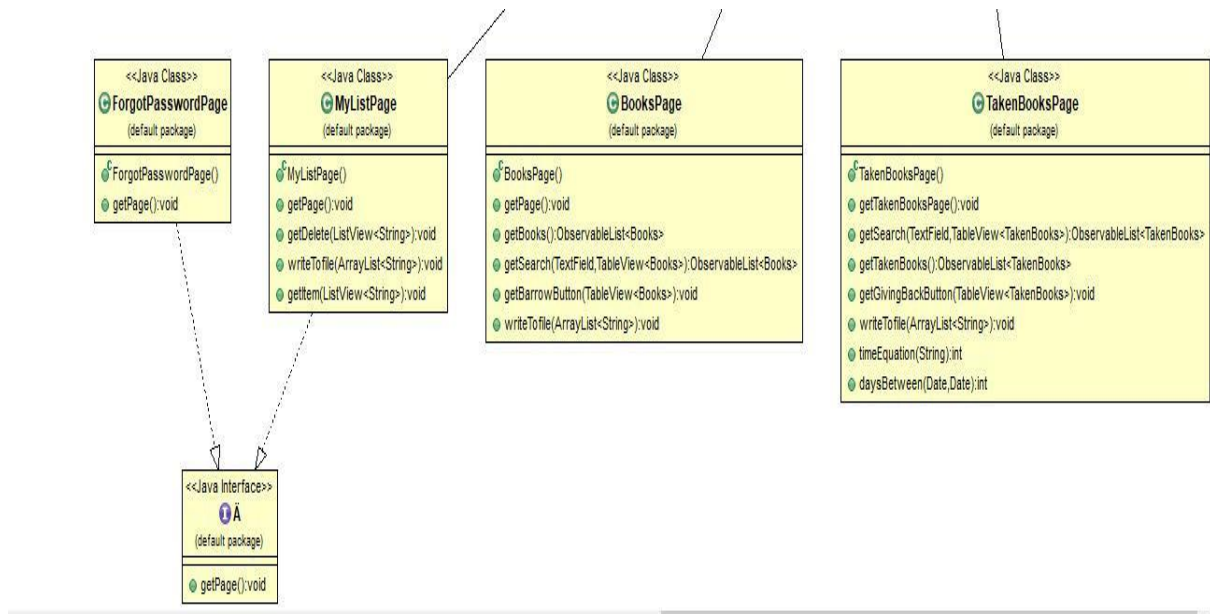 <<Java Class>>
ForgotPasswordPage
(default package)
ForgotPasswordPage()
getPage():void
<<Java Class>>
MyListPage
(default package)
MyListPage()
getPage():void
getDelete(ListView<String>):void
writeTofile(ArrayList<String>):void
getItem(ListView<String>):void
<<Java Class>>
BooksPage
(default package)
BooksPage()
getPage():void
getBooks():ObservableList<Books>
getSearch(TextField,TableView<Books>):ObservableList<Books>
getBarrowButton(TableView<Books>):void
writeTofile(ArrayList<String>):void
<<Java Class>>
TakenBooksPage
(default package)
TakenBooksPage()
getTakenBooksPage():void
getSearch(TextField,TableView<TakenBooks>):ObservableList<TakenBooks>
getTakenBooks():ObservableList<TakenBooks>
getGivingBackButton(TableView<TakenBooks>):void
writeTofile(ArrayList<String>):void
timeEquation(String):int
daysBetween(Date,Date):int
<<Java Interface>>
Ä
(default package)
getPage():void